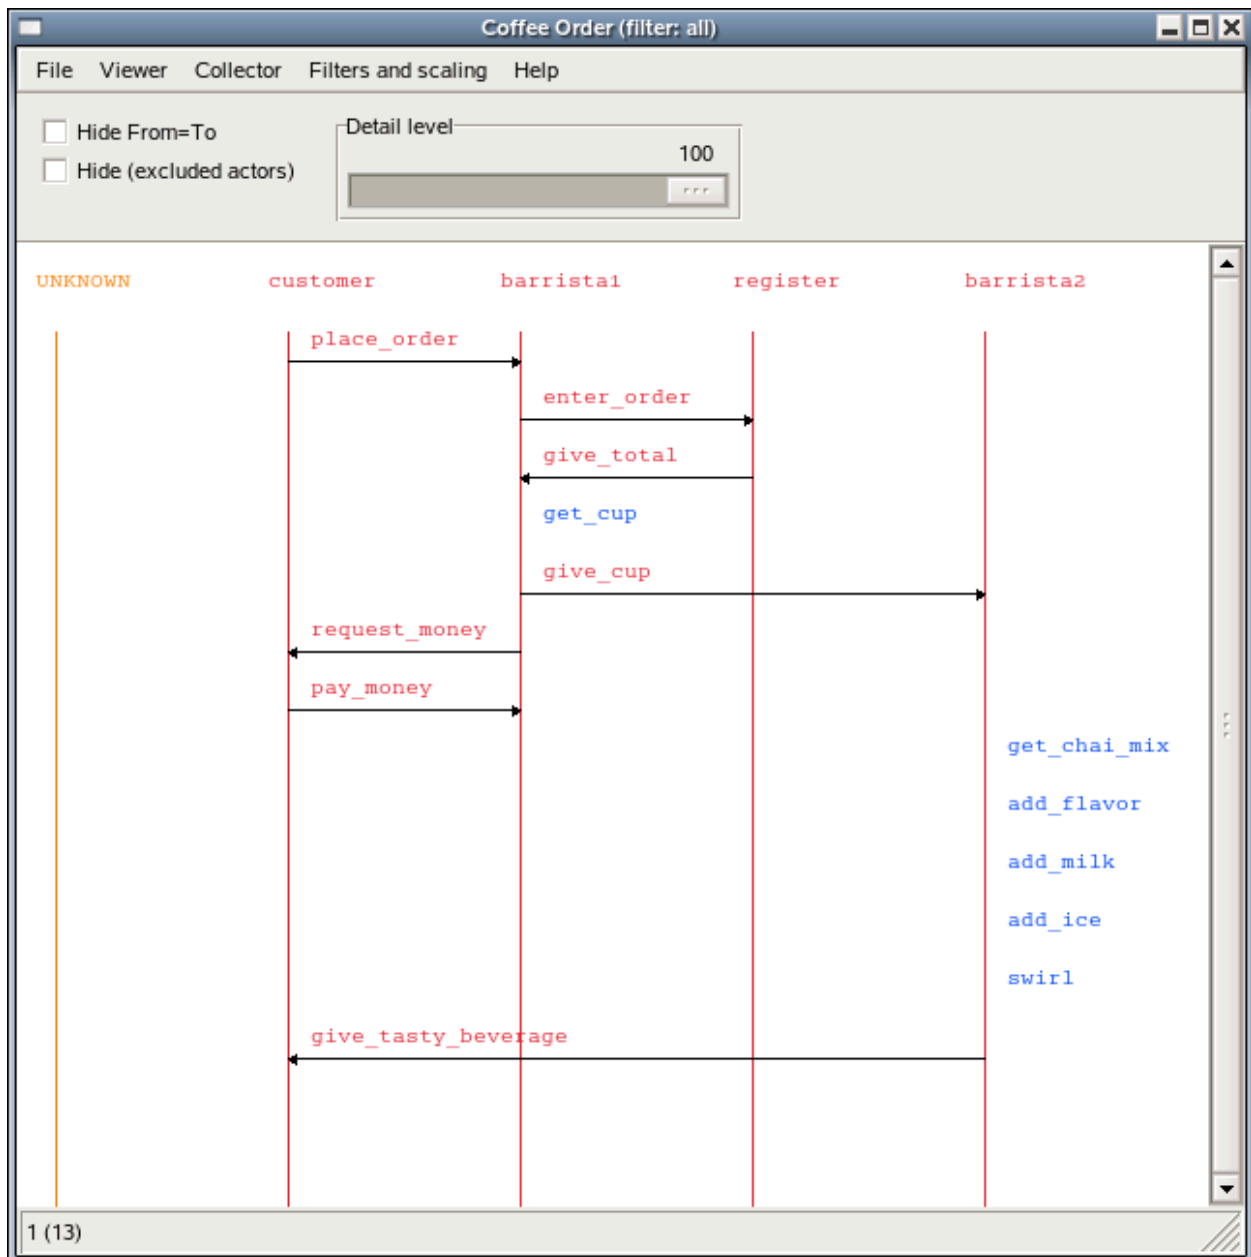 Coffee Order (filter: all)
File Viewer Collector Filters and scaling Help
Hide From=To
Hide (excluded actors)
Detail level
100
UNKNOWN customer barrista1 register barrista2
place_order
enter_order
give_total
get_cup
give_cup
request_money
pay_money
get_chai_mix
add_flavor
add_milk
add_ice
swirl
give_tasty_beverage
1 (13)